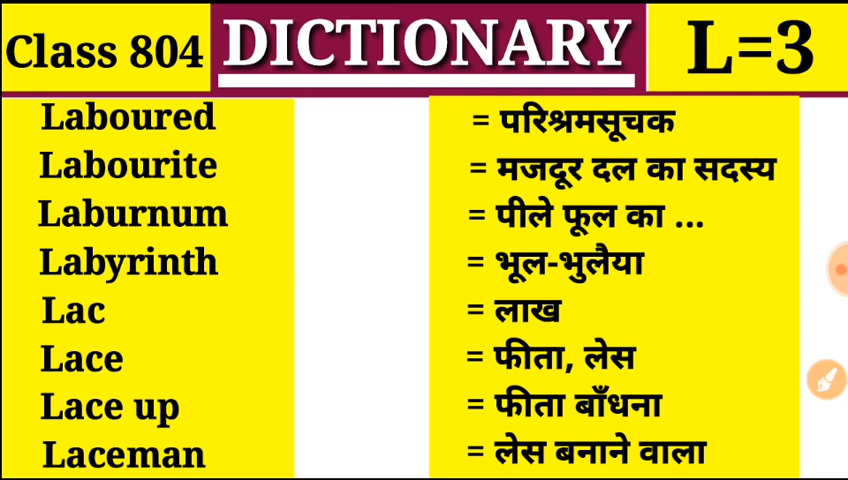 Class 804 DICTIONARY L=3
Laboured = परिश्रमसूचक
Labourite = मजदूर दल का सदस्य
Laburnum = पीले फूल का ...
Labyrinth = भूल-भुलैया
Lac = लाख
Lace = फीता, लेस
Lace up = फीता बाँधना
Laceman = लेस बनाने वाला